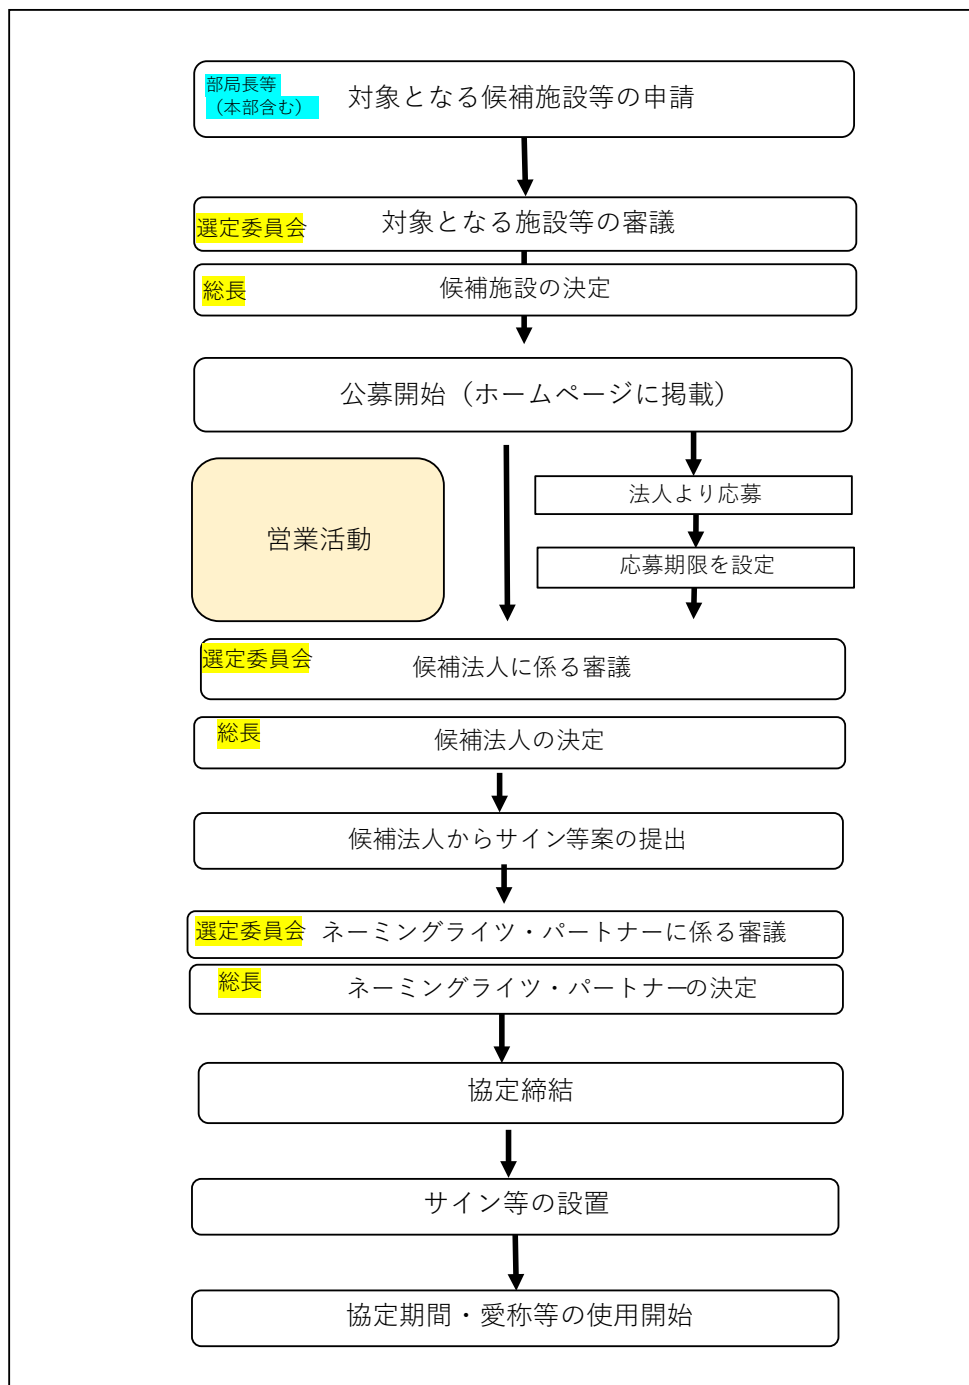 部局長等
（本部含む）
対象となる候補施設等の申請
選定委員会
対象となる施設等の審議
総長
候補施設の決定
公募開始（ホームページに掲載）
営業活動
法人より応募
応募期限を設定
選定委員会
候補法人に係る審議
総長
候補法人の決定
候補法人からサイン等案の提出
選定委員会
ネーミングライツ・パートナーに係る審議
総長
ネーミングライツ・パートナーの決定
協定締結
サイン等の設置
協定期間・愛称等の使用開始